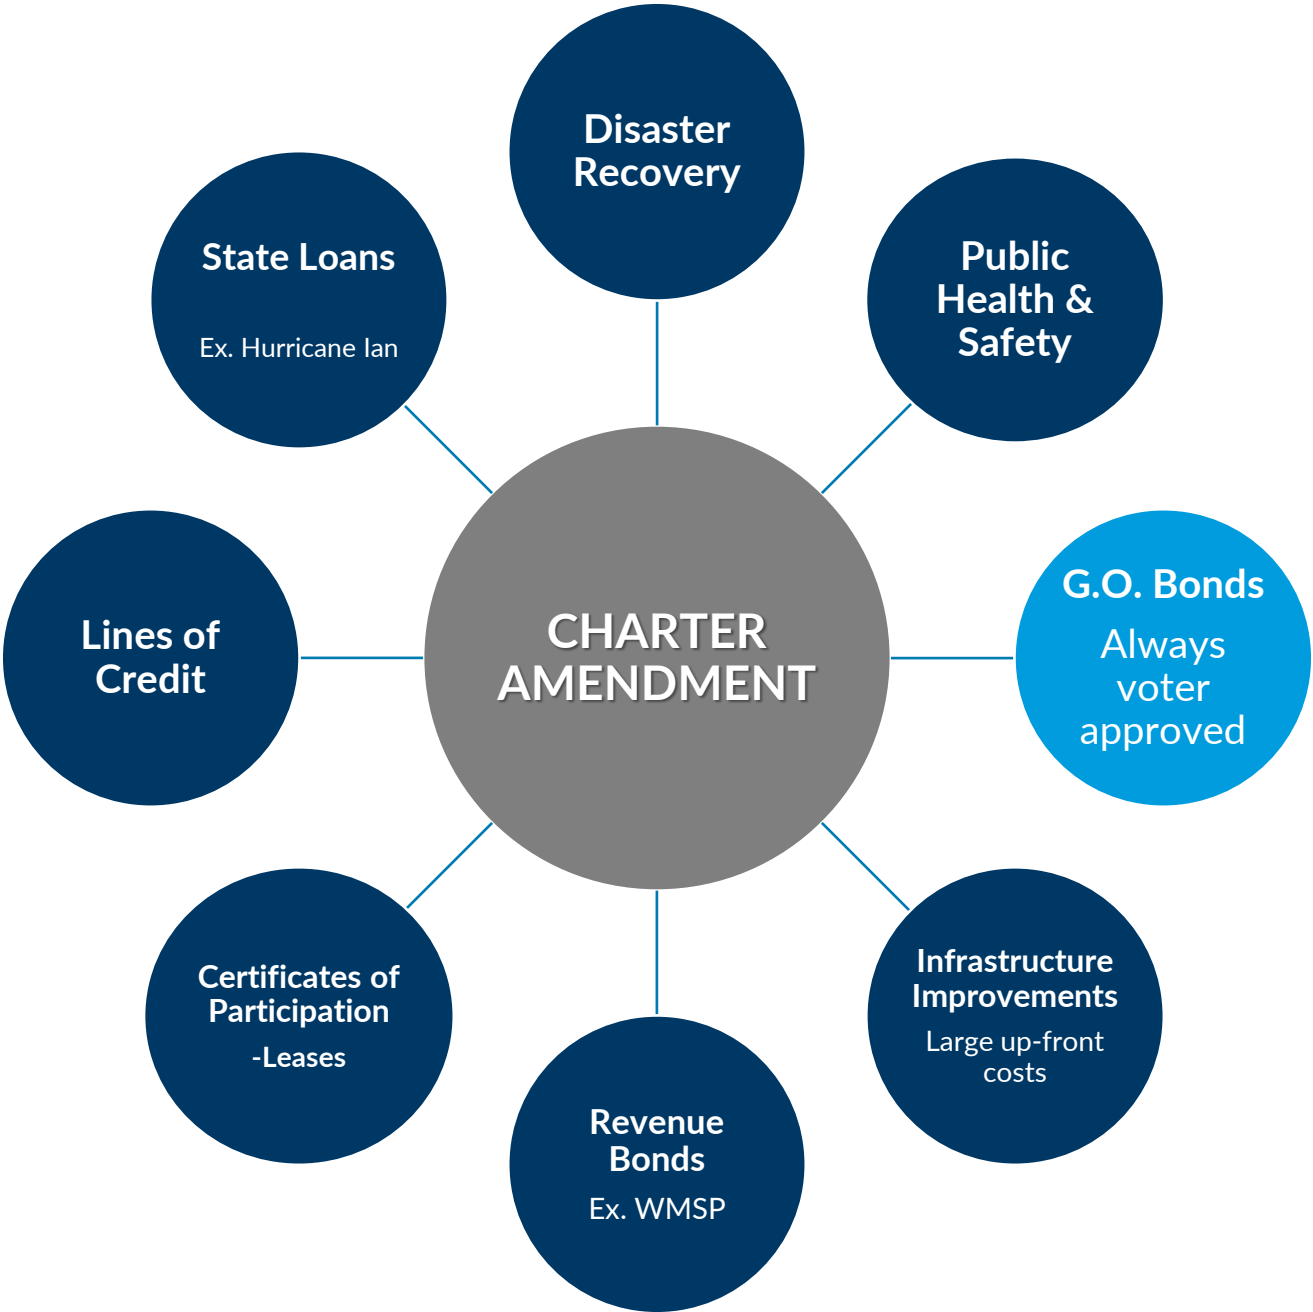 Disaster
Recovery
Public
Health &
Safety
G.O. Bonds
Always
voter
approved
Infrastructure
Improvements
Large up-front
costs
Revenue
Bonds
Ex. WMSP
Certificates of
Participation
-Leases
Lines of
Credit
State Loans
Ex. Hurricane Ian
CHARTER
AMENDMENT